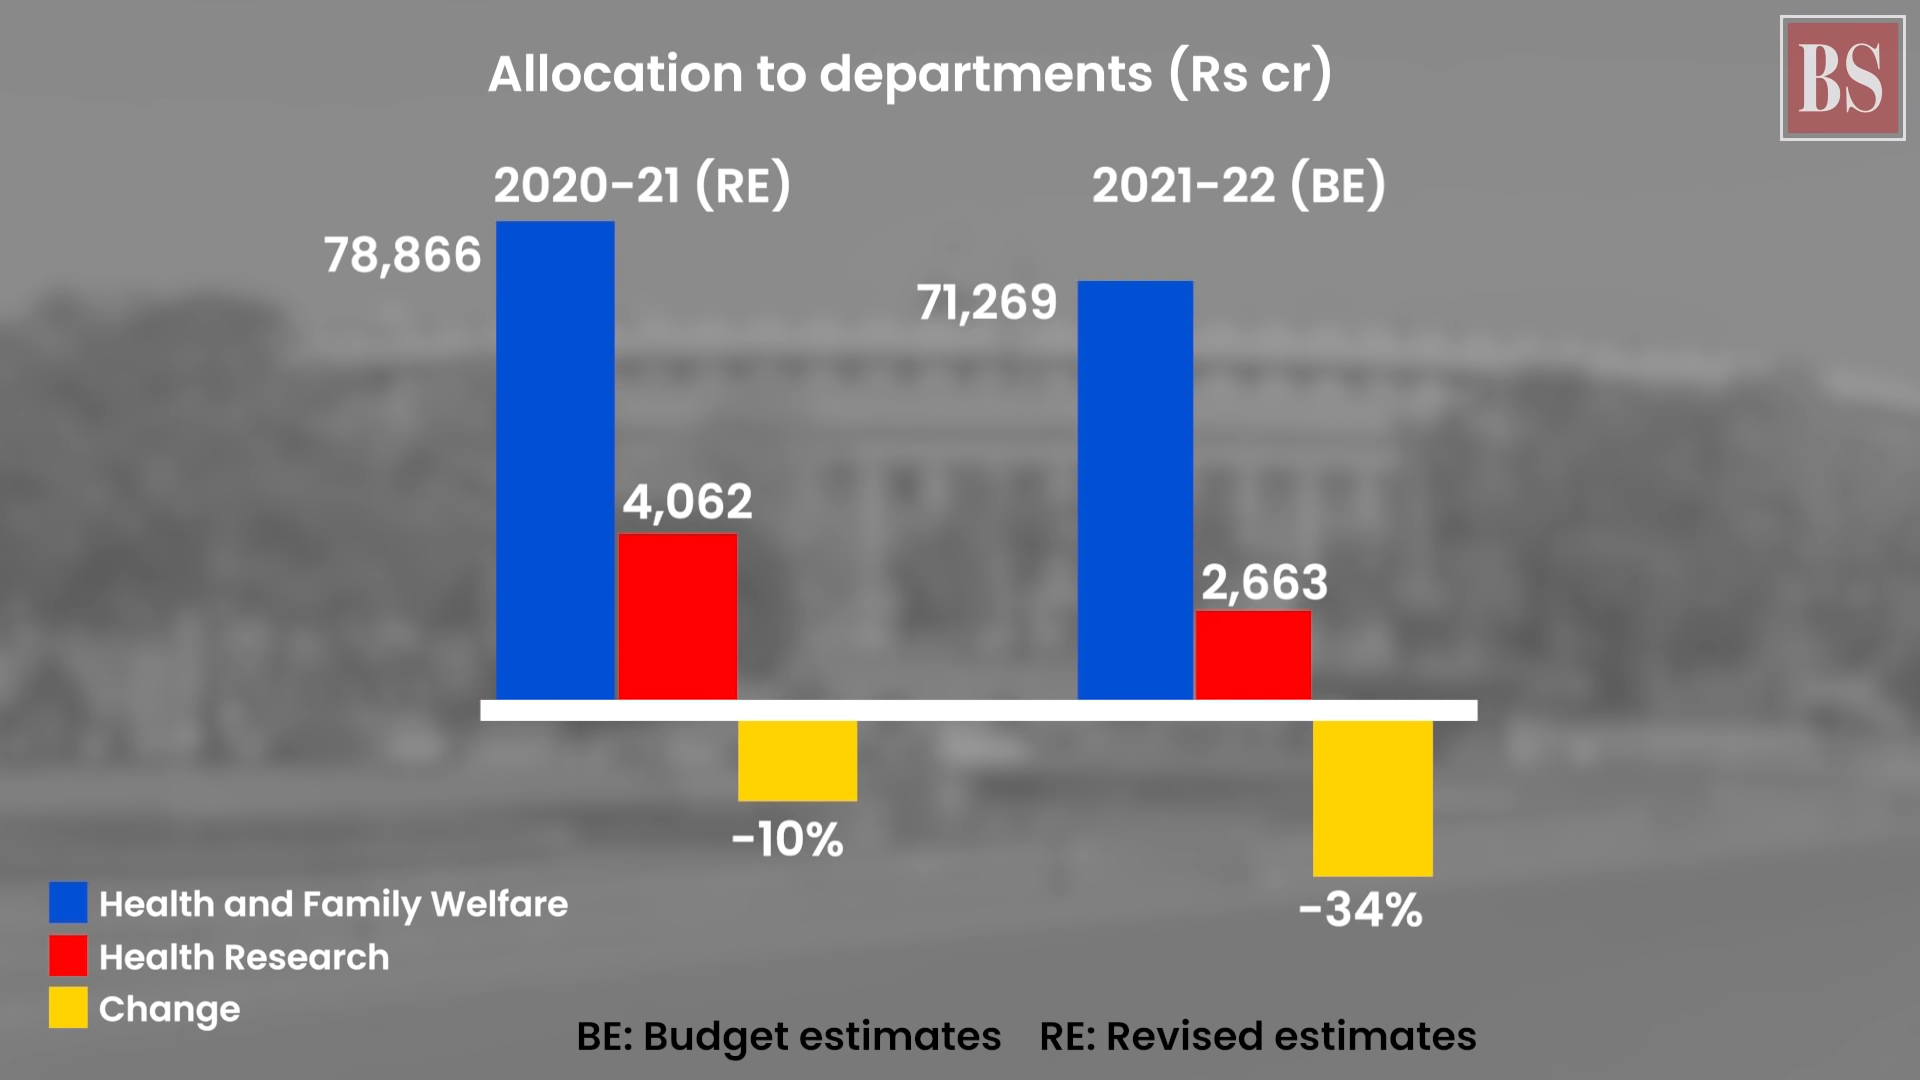 Allocation to departments (Rs cr)
BS
2020-21 (RE)
2021-22 (BE)
78,866
71,269
4,062
2,663
-10%
-34%
Health and Family Welfare
Health Research
Change
BE: Budget estimates RE: Revised estimates